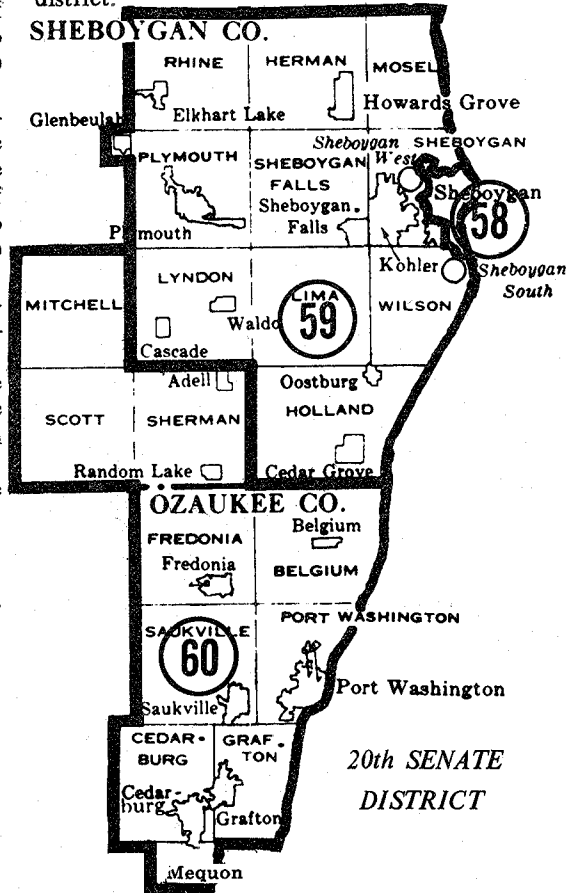 district.
SHEBOYGAN CO.
RHINE
HERMAN
MOSEL
Elkhart Lake
Howards Grove
Glenbeulah
Sheboygan
West
SHEBOYGAN
PLYMOUTH
SHEBOYGAN
FALLS
Sheboygan
58
Sheboygan
Falls
Plymouth
Kohler
Sheboygan
South
LYNDON
MITCHELL
LIMA
59
WILSON
Waldo
Cascade
Adell
Oostburg
HOLLAND
SCOTT
SHERMAN
Random Lake
Cedar Grove
OZAUKEE CO.
Belgium
FREDONIA
Fredonia
BELGIUM
PORT WASHINGTON
SAUKVILLE
60
Port Washington
Saukville
CEDAR-
BURG
GRAF-
TON
20th SENATE
DISTRICT
Cedar-
burg
Grafton
Mequon